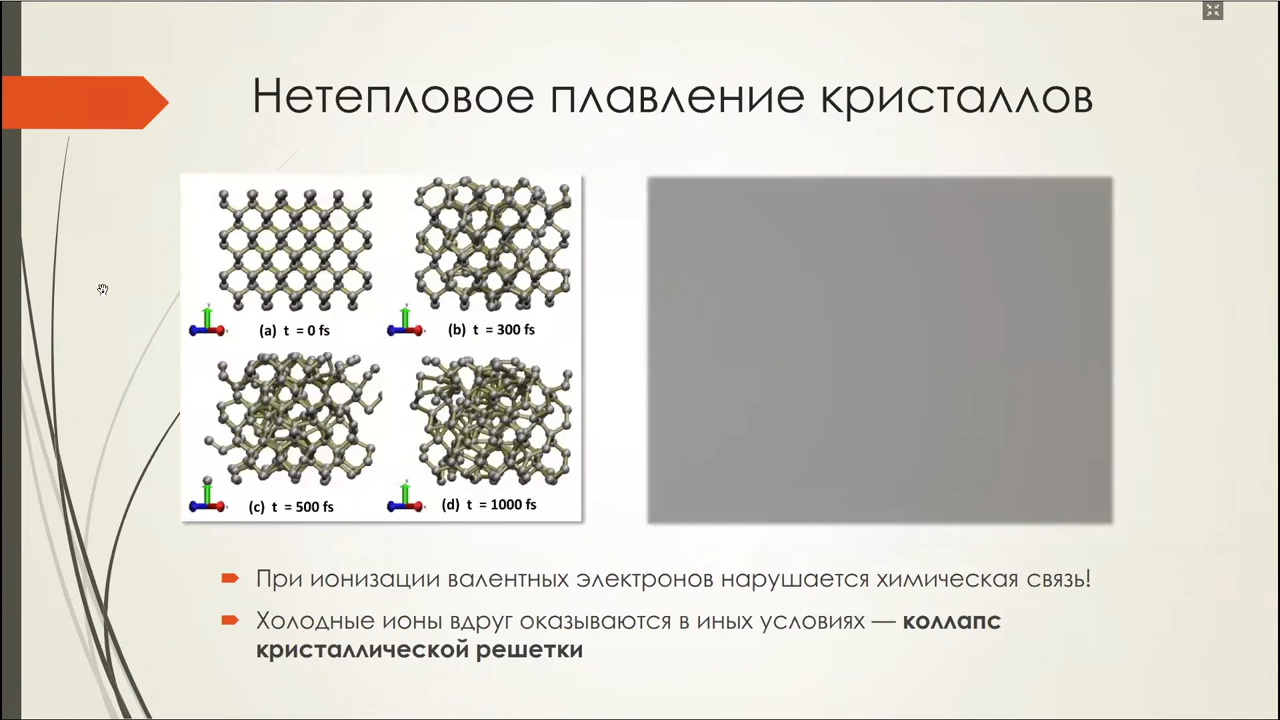 Нетепловое плавление кристаллов
(a) t = 0 fs
(b) t = 300 fs
(c) t = 500 fs
(d) t = 1000 fs
При ионизации валентных электронов нарушается химическая связь!
Холодные ионы вдруг оказываются в иных условиях — коллапс
кристаллической решетки